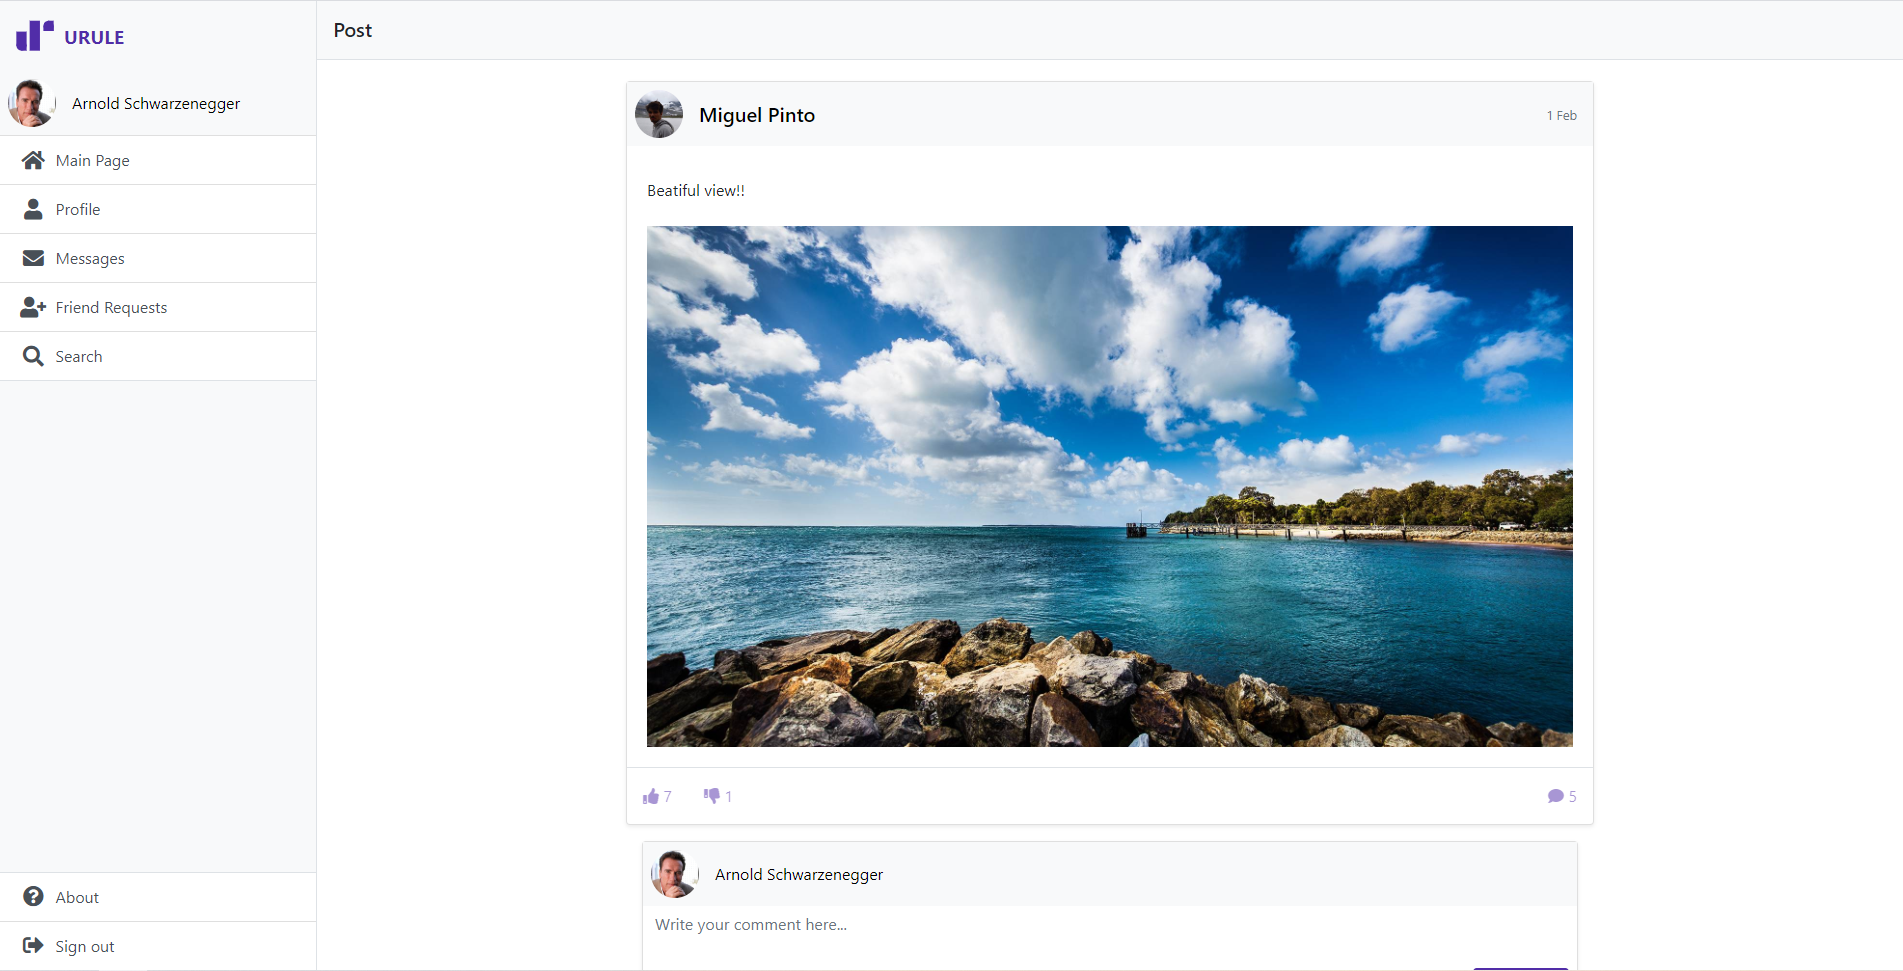 URULE
Arnold Schwarzenegger
Main Page
Profile
Messages
Friend Requests
Search
About
Sign out
Post
Miguel Pinto
1 Feb
Beatiful view!!
7 1 5
Arnold Schwarzenegger
Write your comment here...